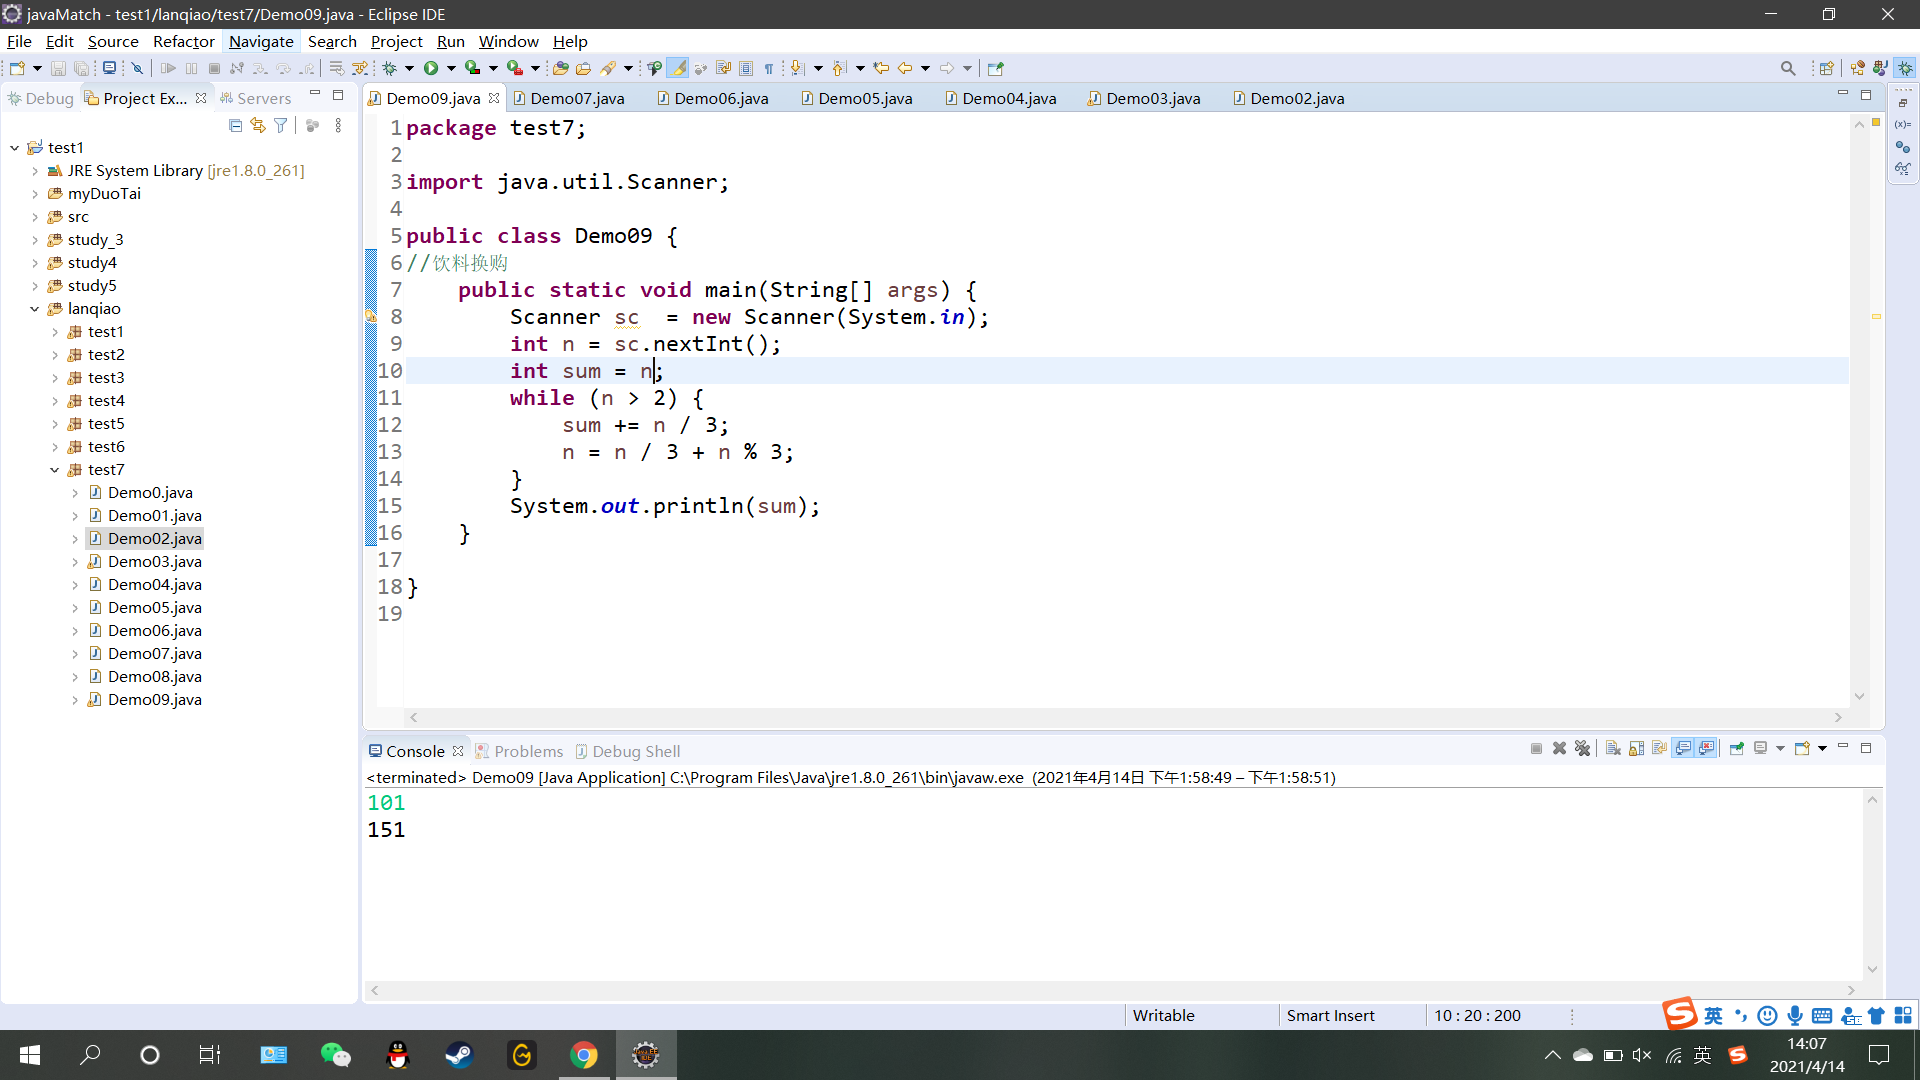 javaMatch - test1/lanqiao/test7/Demo09.java - Eclipse IDE
File Edit Source Refactor Navigate Search Project Run Window Help
Debug Project Ex... Servers
test1
JRE System Library [jre1.8.0_261]
myDuoTai
src
study_3
study4
study5
lanqiao
test1
test2
test3
test4
test5
test6
test7
Demo0.java
Demo01.java
Demo02.java
Demo03.java
Demo04.java
Demo05.java
Demo06.java
Demo07.java
Demo08.java
Demo09.java
Demo09.java Demo07.java Demo06.java Demo05.java Demo04.java Demo03.java Demo02.java
1 package test7;
2
3 import java.util.Scanner;
4
5 public class Demo09 {
6 //饮料换购
7 public static void main(String[] args) {
8 Scanner sc  = new Scanner(System.in);
9 int n = sc.nextInt();
10 int sum = n;
11 while (n > 2) {
12 sum += n / 3;
13 n = n / 3 + n % 3;
14 }
15 System.out.println(sum);
16 }
17
18 }
19
Console Problems Debug Shell
<terminated> Demo09 [Java Application] C:\Program Files\Java\jre1.8.0_261\bin\javaw.exe (2021年4月14日 下午1:58:49 – 下午1:58:51)
101
151
Writable Smart Insert 10 : 20 : 200
英
英
14:07
2021/4/14